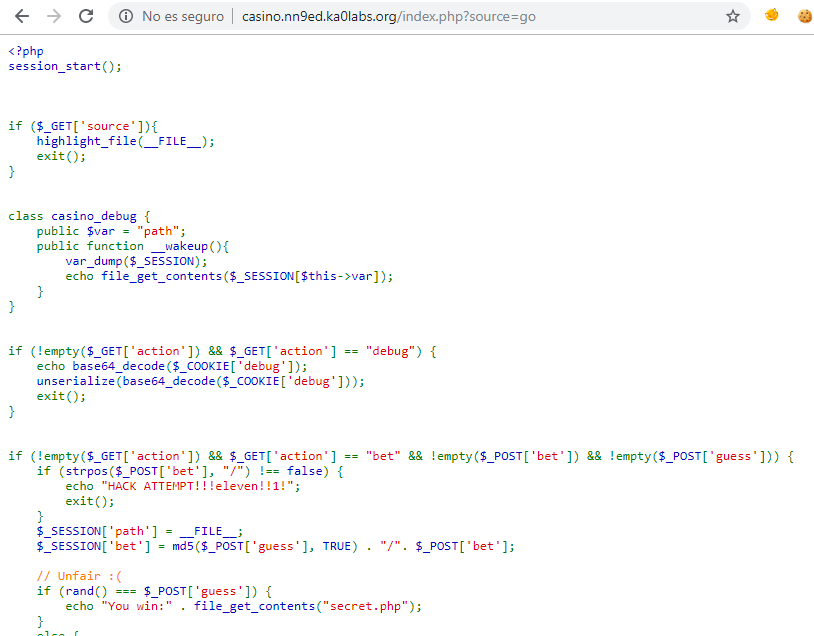 No es seguro | casino.nn9ed.ka0labs.org/index.php?source=go
<?php
session_start();
if ($_GET['source']){
    highlight_file(__FILE__);
    exit();
}
class casino_debug {
    public $var = "path";
    public function __wakeup(){
        var_dump($_SESSION);
        echo file_get_contents($_SESSION[$this->var]);
    }
}
if (!empty($_GET['action']) && $_GET['action'] == "debug") {
    echo base64_decode($_COOKIE['debug']);
    unserialize(base64_decode($_COOKIE['debug']));
    exit();
}
if (!empty($_GET['action']) && $_GET['action'] == "bet" && !empty($_POST['bet']) && !empty($_POST['guess'])) {
    if (strpos($_POST['bet'], "/") !== false) {
        echo "HACK ATTEMPT!!!eleven!!1!";
        exit();
    }
    $_SESSION['path'] = __FILE__;
    $_SESSION['bet'] = md5($_POST['guess'], TRUE) . "/". $_POST['bet'];
    // Unfair :(
    if (rand() === $_POST['guess']) {
        echo "You win:" . file_get_contents("secret.php");
    }
    else {